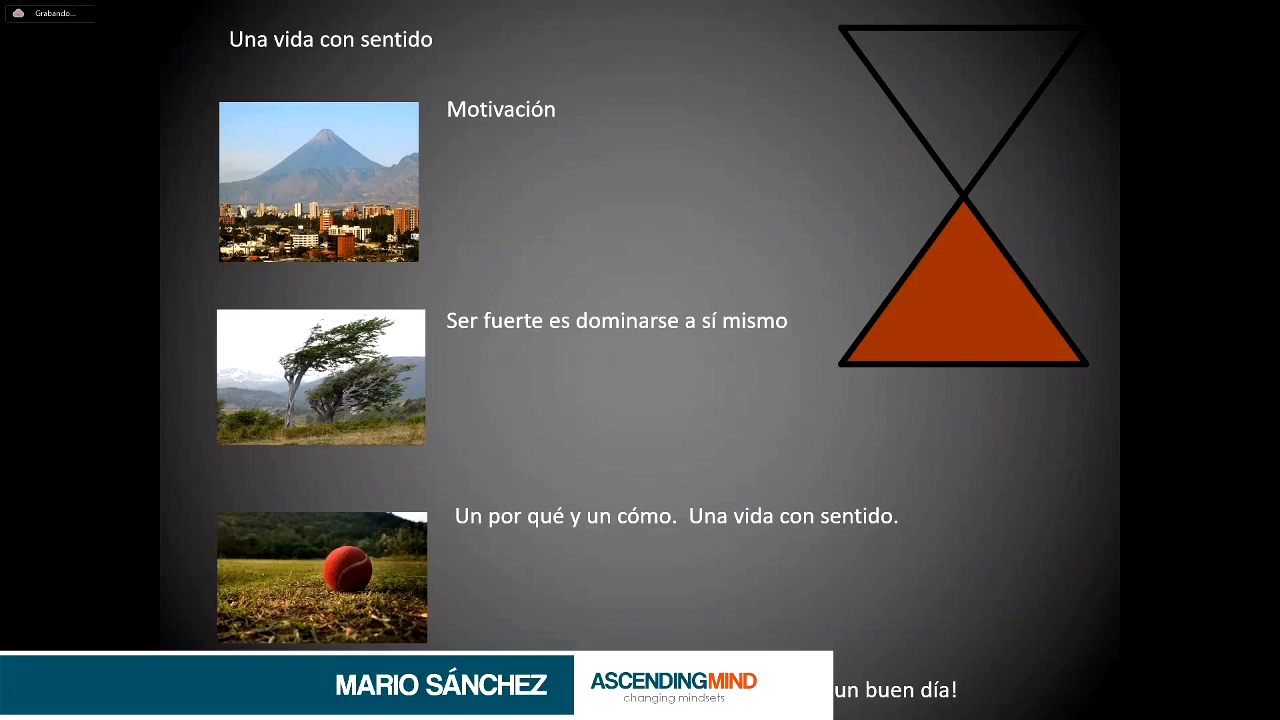 Grabando...
Una vida con sentido
Motivación
Ser fuerte es dominarse a sí mismo
Un por qué y un cómo. Una vida con sentido.
MARIO SÁNCHEZ
ASCENDINGMIND
changing mindsets
un buen día!